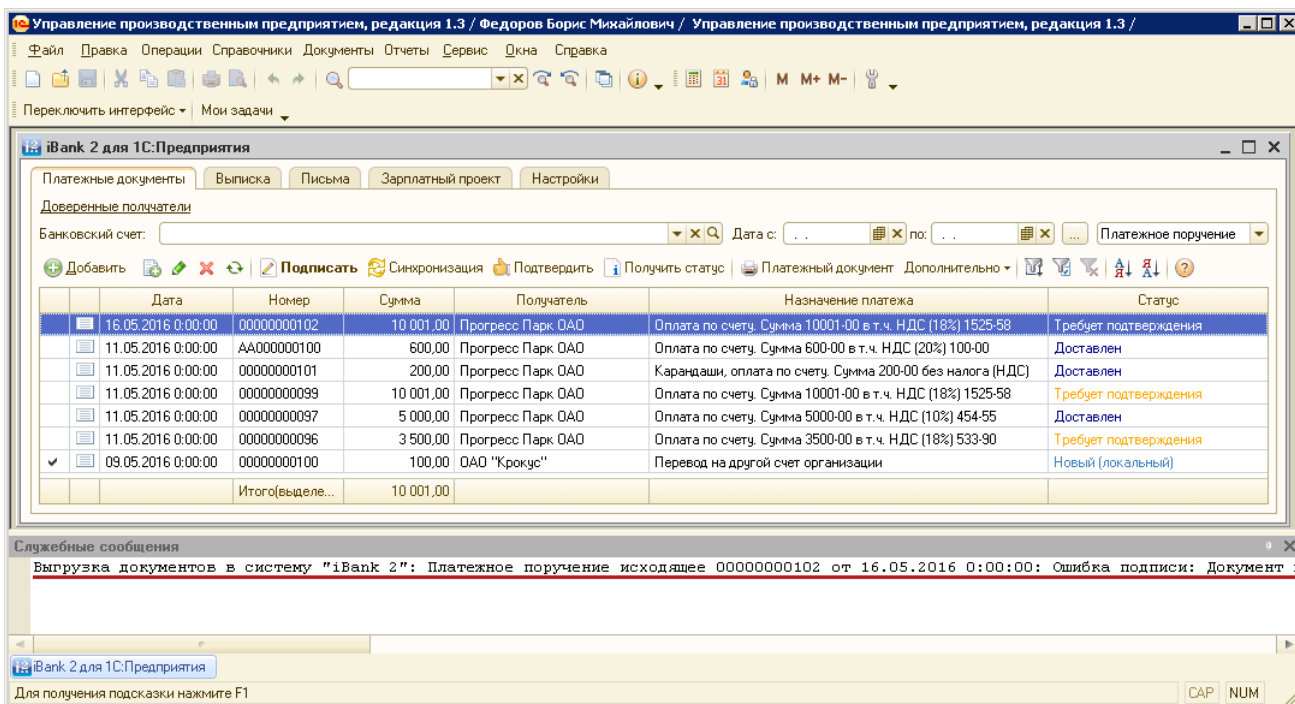 Управление производственным предприятием, редакция 1.3 / Федоров Борис Михайлович / Управление производственным предприятием, редакция 1.3 /
Файл Правка Операции Справочники Документы Отчеты Сервис Окна Справка
31 M M+ M-
Переключить интерфейс Мои задачи
iBank 2 для 1С:Предприятия
Платежные документы Выписка Письма Зарплатный проект Настройки
Доверенные получатели
Банковский счет: Дата с: . . по: . . ... Платежное поручение
Добавить Подписать Синхронизация Подтвердить Получить статус Платежный документ Дополнительно
Дата Номер Сумма Получатель Назначение платежа Статус
16.05.2016 0:00:00 00000000102 10 001,00 Прогресс Парк ОАО Оплата по счету. Сумма 10001-00 в т.ч. НДС (18%) 1525-58 Требует подтверждения
11.05.2016 0:00:00 АА000000100 600,00 Прогресс Парк ОАО Оплата по счету. Сумма 600-00 в т.ч. НДС (20%) 100-00 Доставлен
11.05.2016 0:00:00 00000000101 200,00 Прогресс Парк ОАО Карандаши, оплата по счету. Сумма 200-00 без налога (НДС) Доставлен
11.05.2016 0:00:00 00000000099 10 001,00 Прогресс Парк ОАО Оплата по счету. Сумма 10001-00 в т.ч. НДС (18%) 1525-58 Требует подтверждения
11.05.2016 0:00:00 00000000097 5 000,00 Прогресс Парк ОАО Оплата по счету. Сумма 5000-00 в т.ч. НДС (10%) 454-55 Доставлен
11.05.2016 0:00:00 00000000096 3 500,00 Прогресс Парк ОАО Оплата по счету. Сумма 3500-00 в т.ч. НДС (18%) 533-90 Требует подтверждения
09.05.2016 0:00:00 00000000100 100,00 ОАО "Крокус" Перевод на другой счет организации Новый (локальный)
Итого(выделе... 10 001,00
Служебные сообщения
Выгрузка документов в систему "iBank 2": Платежное поручение исходящее 00000000102 от 16.05.2016 0:00:00: Ошибка подписи: Документ
iBank 2 для 1С:Предприятия
Для получения подсказки нажмите F1 CAP NUM